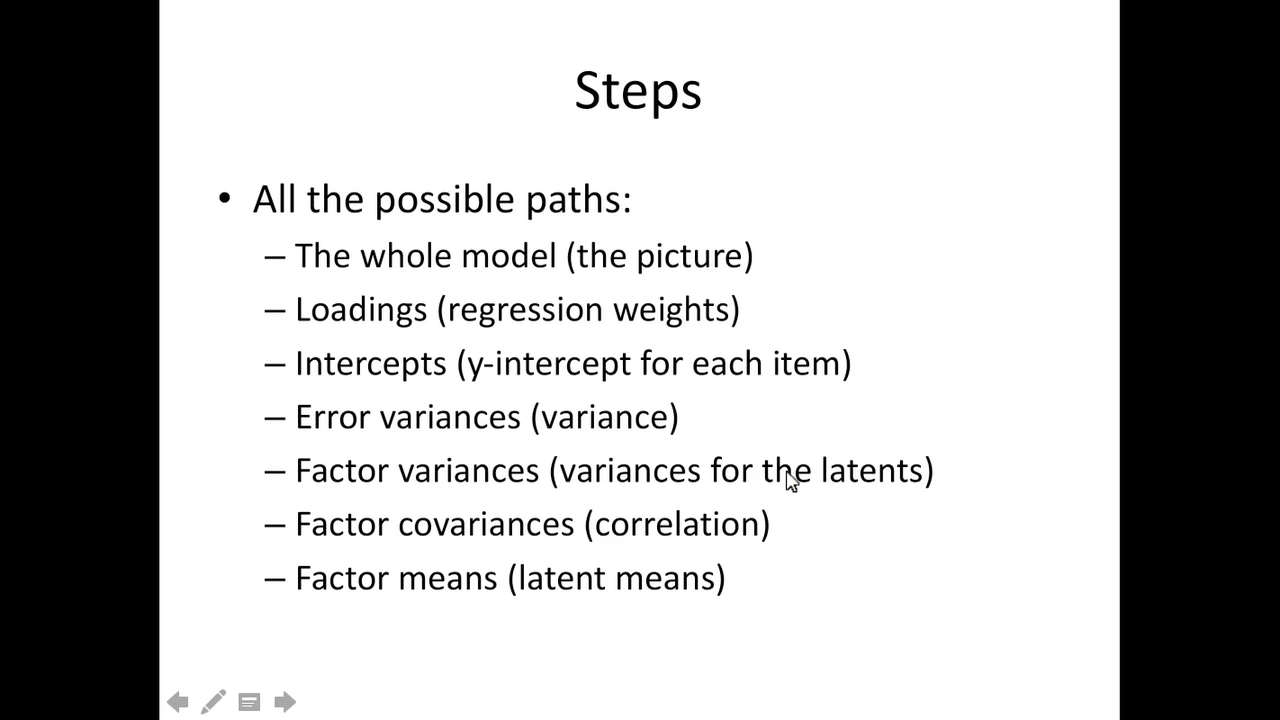 Steps
• All the possible paths:
– The whole model (the picture)
– Loadings (regression weights)
– Intercepts (y-intercept for each item)
– Error variances (variance)
– Factor variances (variances for the latents)
– Factor covariances (correlation)
– Factor means (latent means)